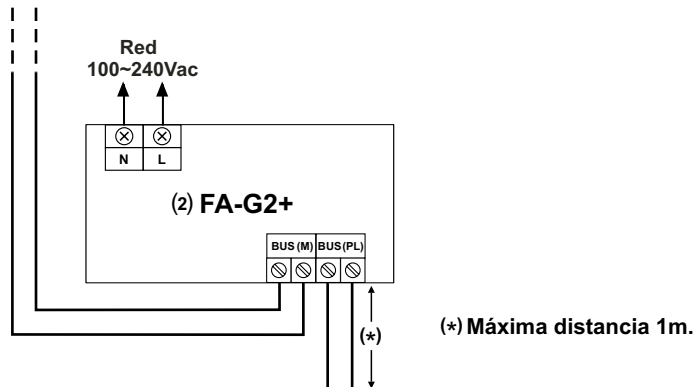 Red
100~240Vac
N L
(2) FA-G2+
BUS (M) BUS (PL)
(*)
(*) Máxima distancia 1m.